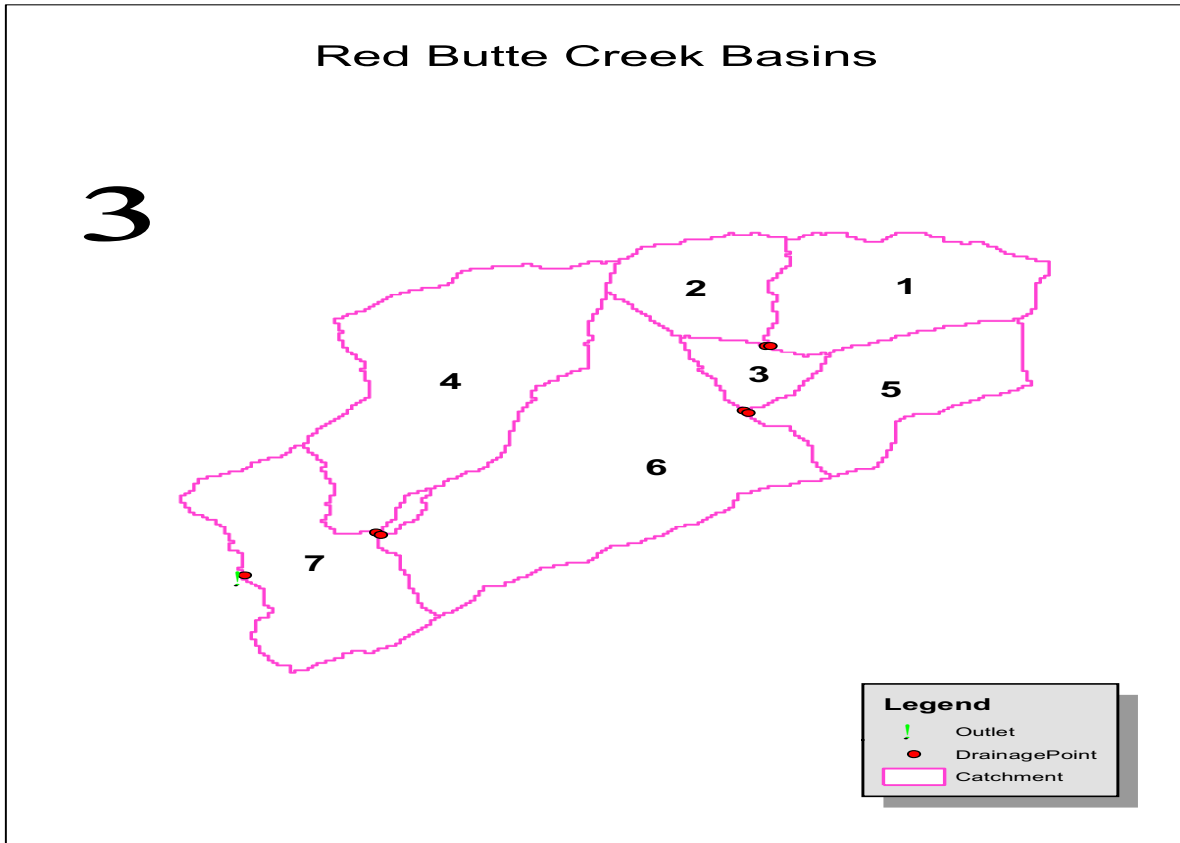 Red Butte Creek Basins
3
2
1
3
4
5
6
7
Legend
! Outlet
DrainagePoint
Catchment